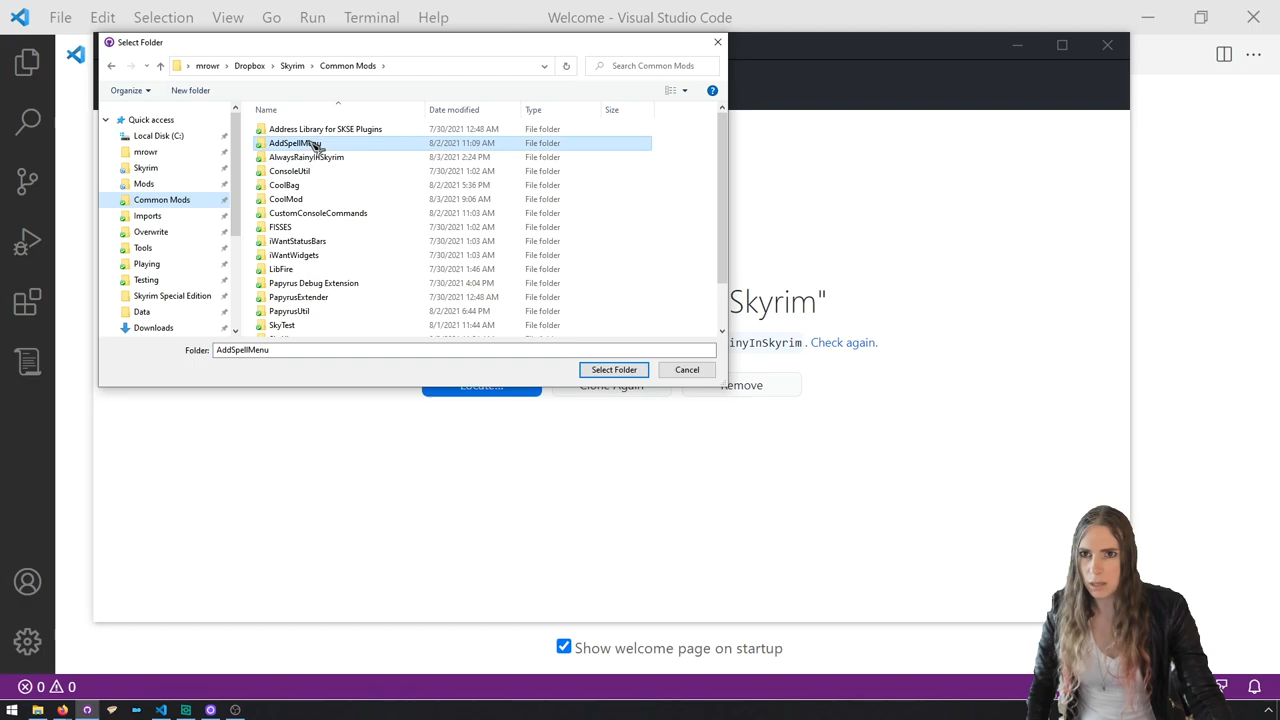 File Edit Selection View Go Run Terminal Help Welcome - Visual Studio Code
Select Folder
mrowr > Dropbox > Skyrim > Common Mods >
Search Common Mods
Organize New folder
Name Date modified Type Size
Quick access
Local Disk (C:)
mrowr
Skyrim
Mods
Common Mods
Imports
Overwrite
Tools
Playing
Testing
Skyrim Special Edition
Data
Downloads
Address Library for SKSE Plugins 7/30/2021 12:48 AM File folder
AddSpellMenu 8/2/2021 11:09 AM File folder
AlwaysRainyInSkyrim 8/3/2021 2:24 PM File folder
ConsoleUtil 7/30/2021 1:02 AM File folder
CoolBag 8/2/2021 5:36 PM File folder
CoolMod 8/3/2021 9:06 AM File folder
CustomConsoleCommands 8/2/2021 11:03 AM File folder
FISSES 7/30/2021 1:02 AM File folder
iWantStatusBars 7/30/2021 1:03 AM File folder
iWantWidgets 7/30/2021 1:03 AM File folder
LibFire 7/30/2021 1:46 AM File folder
Papyrus Debug Extension 7/30/2021 4:04 PM File folder
PapyrusExtender 7/30/2021 12:48 AM File folder
PapyrusUtil 8/2/2021 6:44 PM File folder
SkyTest 8/1/2021 11:44 AM File folder
Folder: AddSpellMenu
Select Folder Cancel
Skyrim"
inyInSkyrim . Check again.
Locate... Clone Again Remove
Show welcome page on startup
0 0